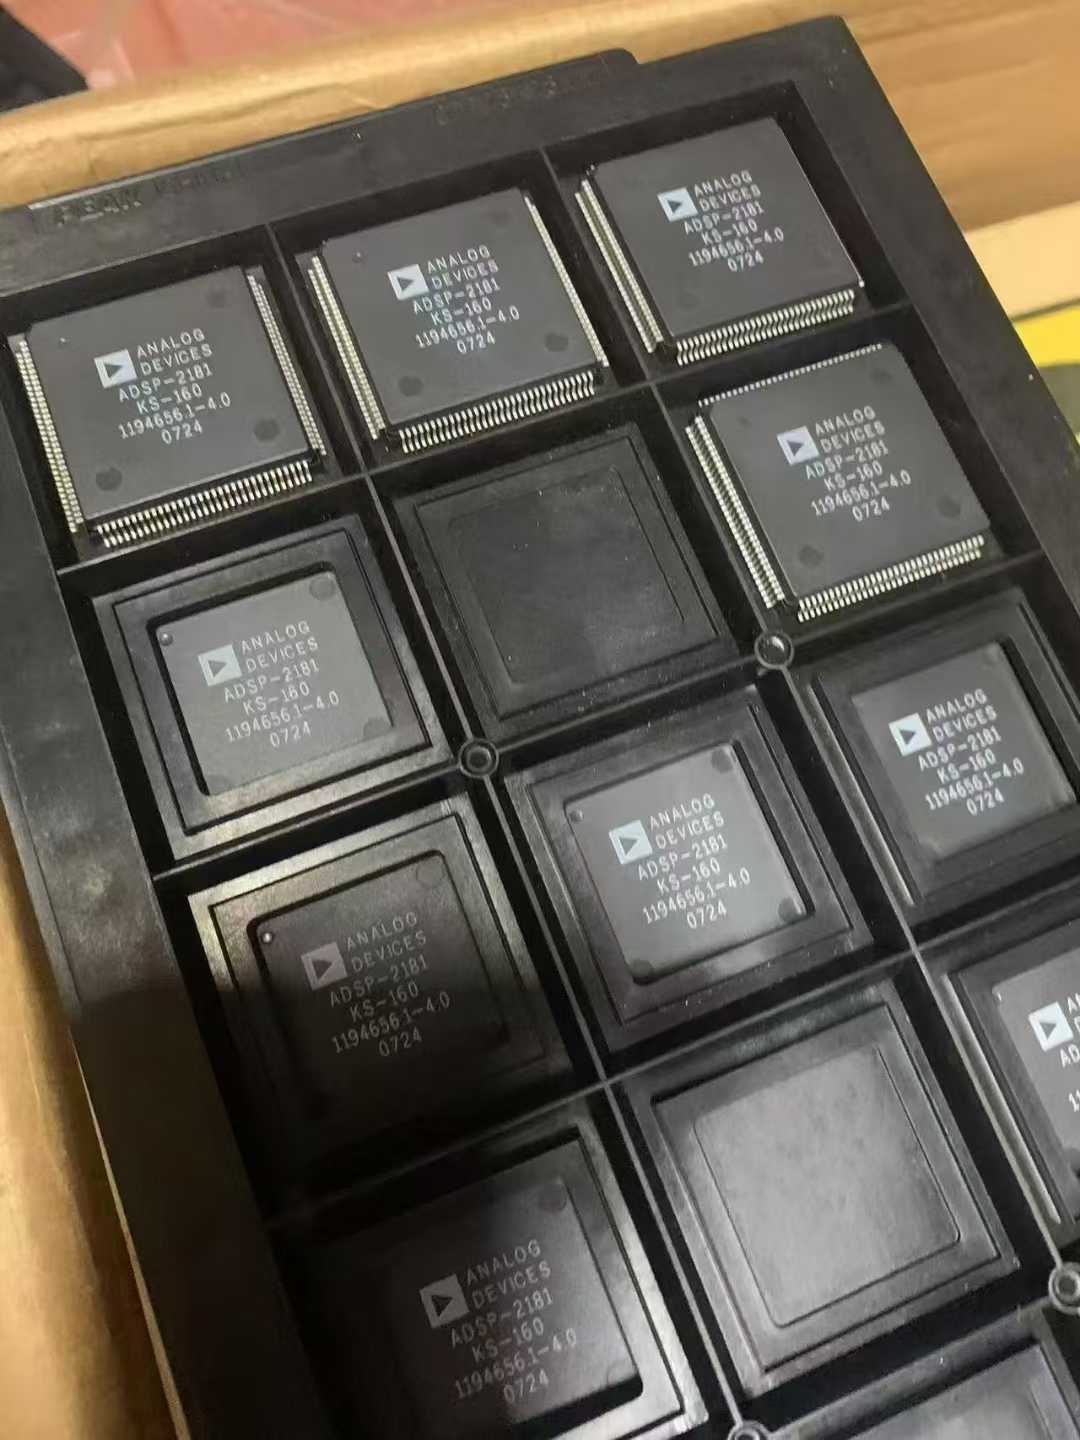 ANALOG
DEVICES
ADSP-2181
KS-160
1194656.1-4.0
0724
ANALOG
DEVICES
ADSP-2181
KS-160
1194656.1-4.0
0724
ANALOG
DEVICES
ADSP-2181
KS-160
1194656.1-4.0
0724
ANALOG
DEVICES
ADSP-2181
KS-160
1194656.1-4.0
0724
ANALOG
DEVICES
ADSP-2181
KS-160
1194656.1-4.0
0724
ANALOG
DEVICES
ADSP-2181
KS-160
1194656.1-4.0
0724
ANALOG
DEVICES
ADSP-2181
KS-160
1194656.1-4.0
0724
ANALOG
DEVICES
ADSP-2181
KS-160
1194656.1-4.0
0724
ANALOG
DEVICES
ADSP-2181
KS-160
1194656.1-4.0
0724